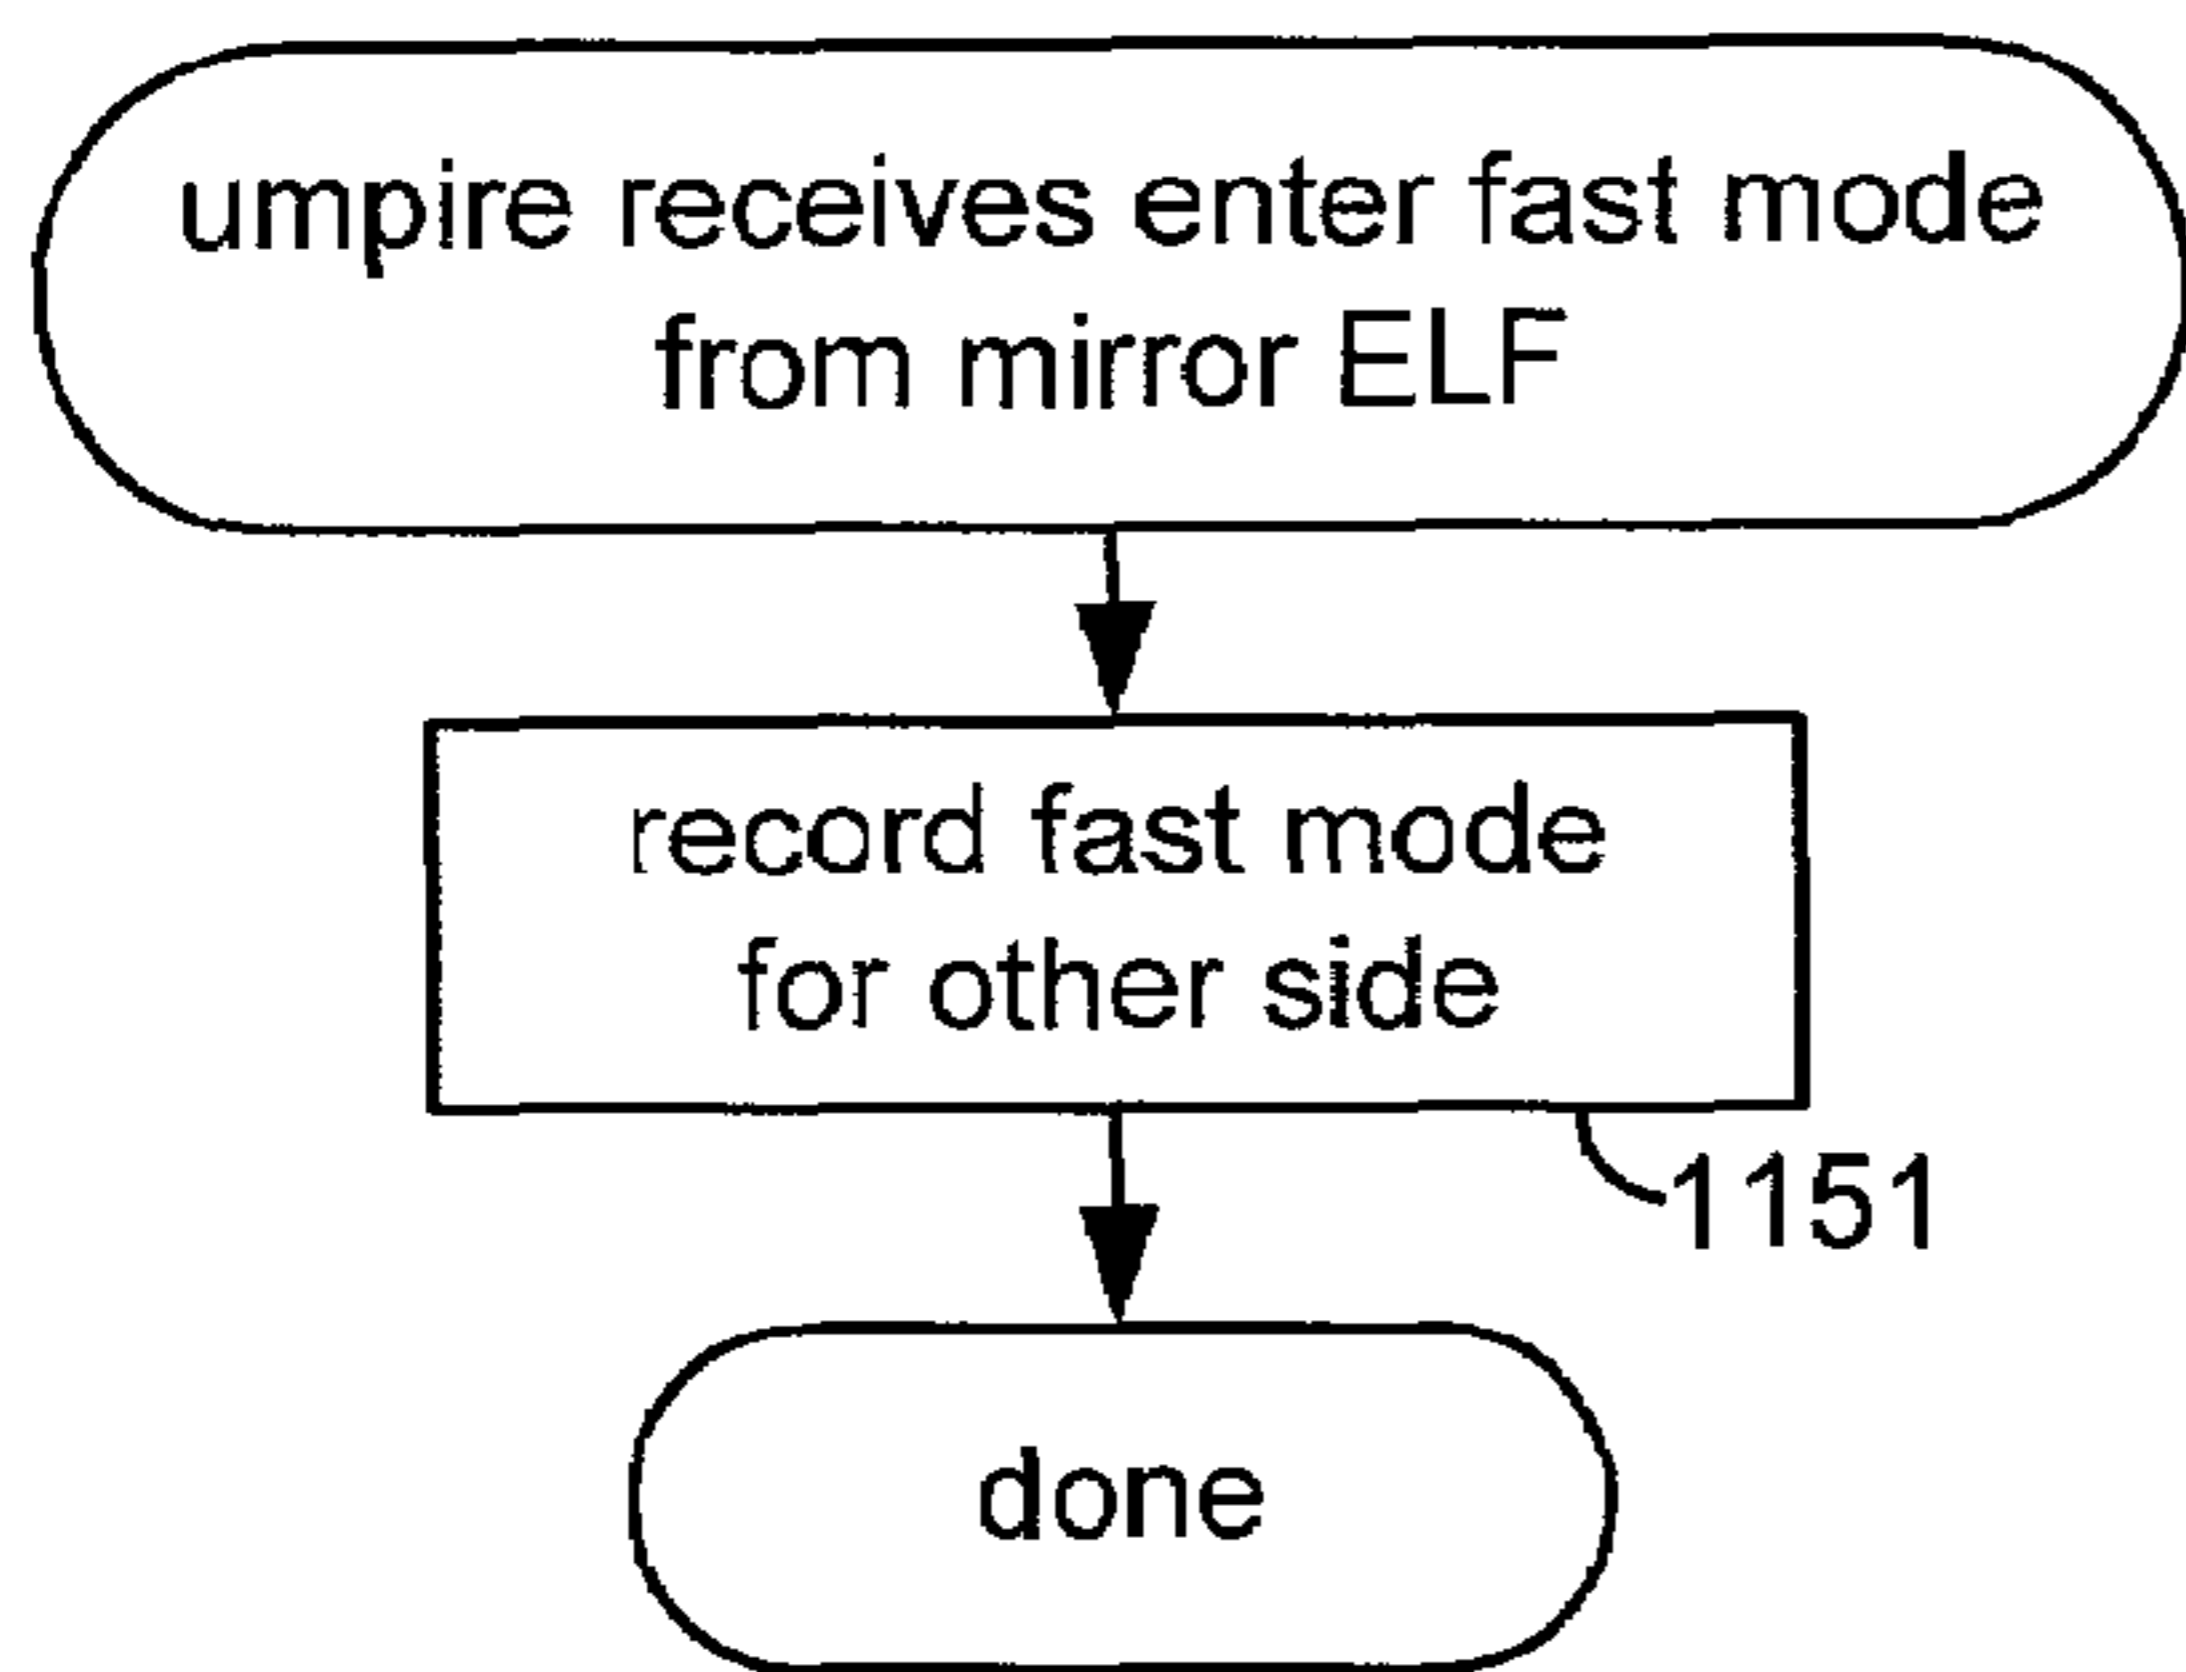 umpire receives enter fast mode
from mirror ELF
record fast mode
for other side
1151
done